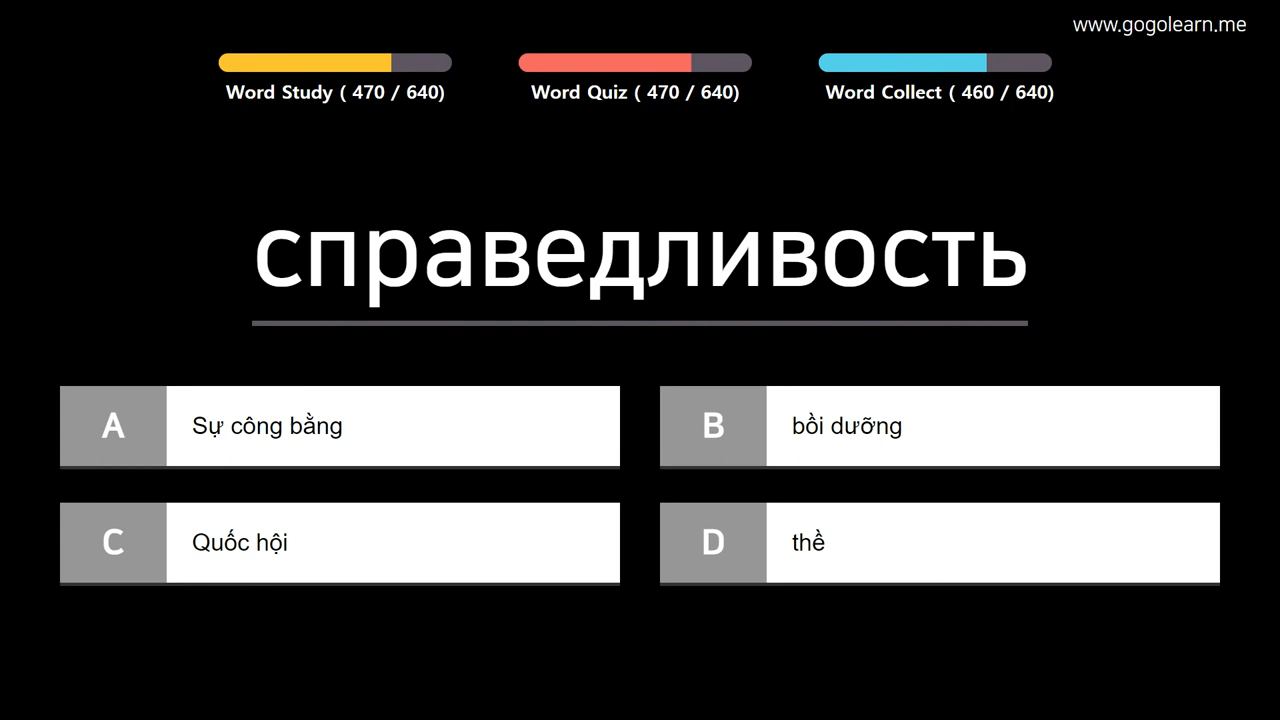 www.gogolearn.me
Word Study ( 470 / 640)
Word Quiz ( 470 / 640)
Word Collect ( 460 / 640)
справедливость
A Sự công bằng
B bồi dưỡng
C Quốc hội
D thề